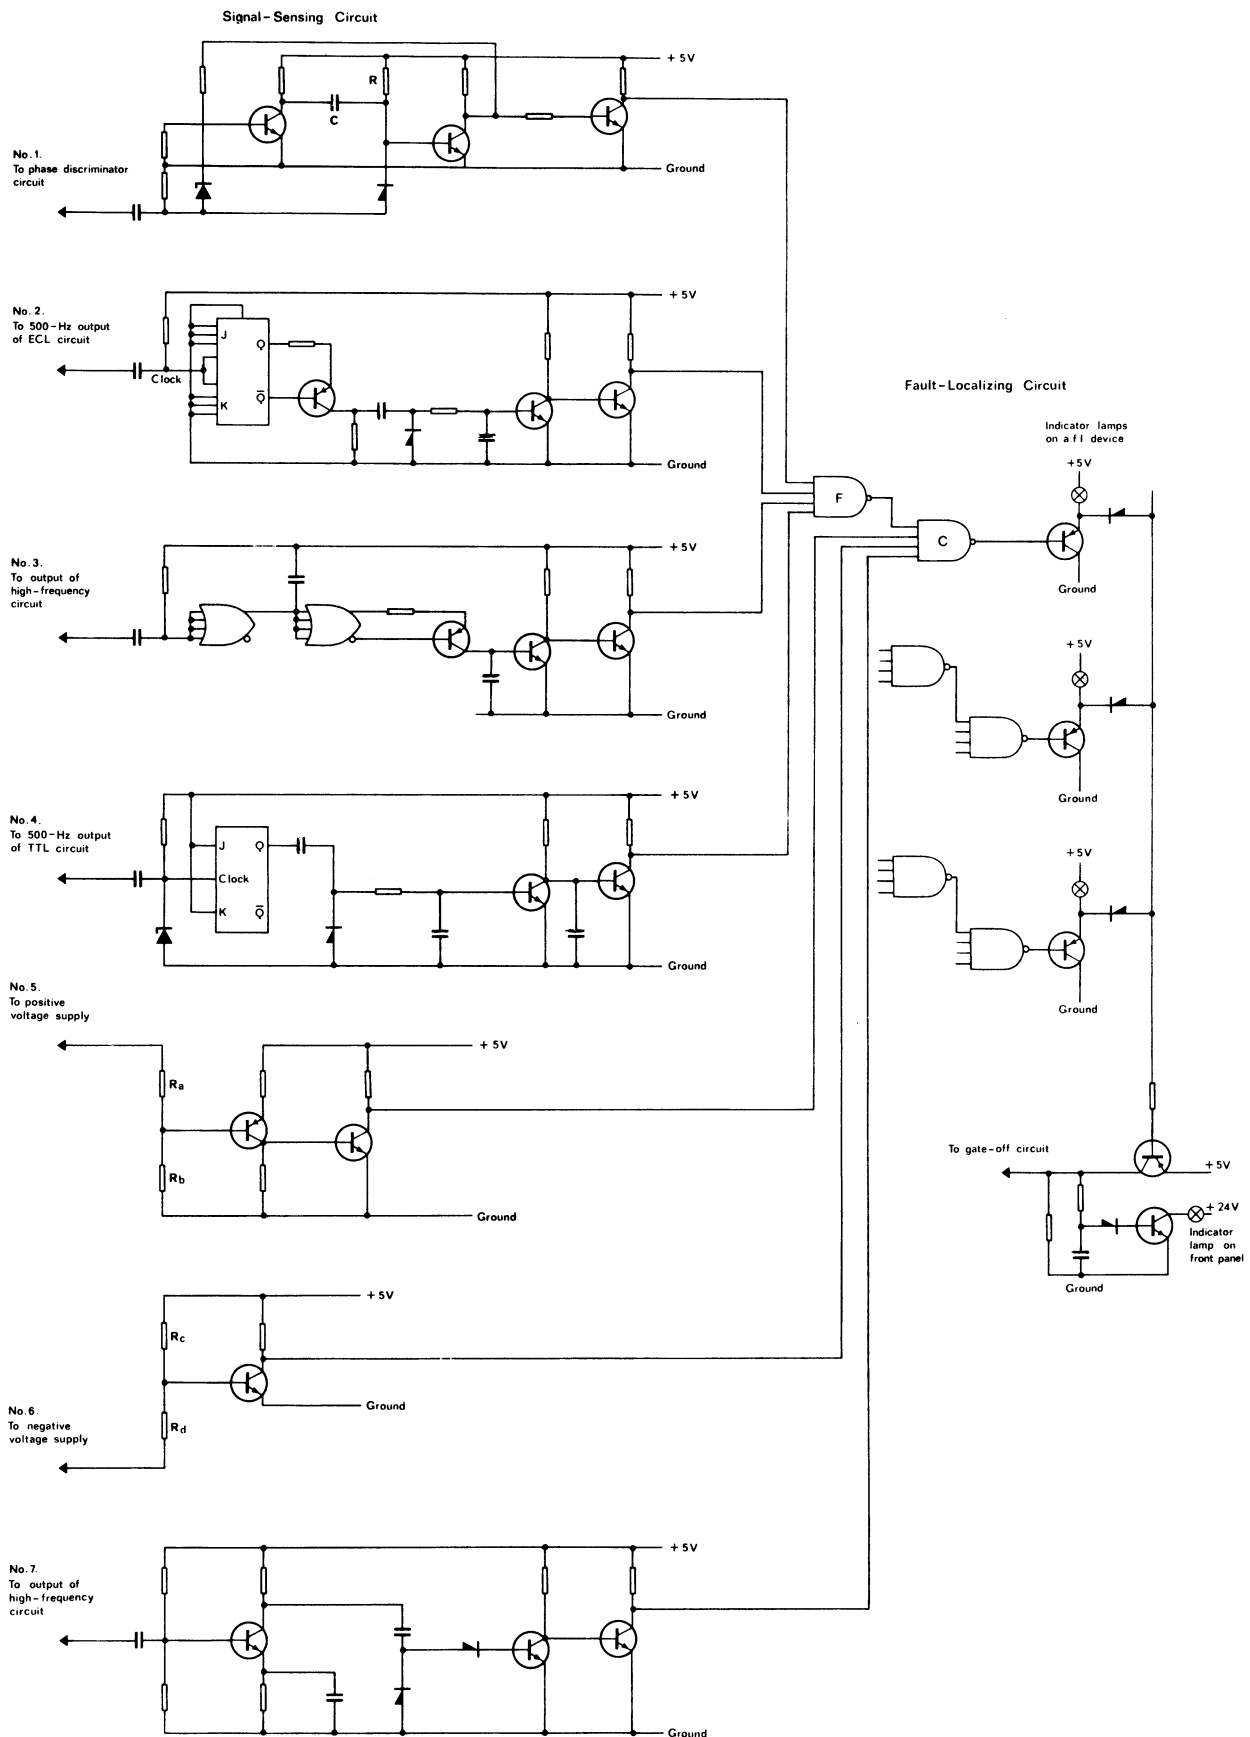 Signal-Sensing Circuit
+5V
R
C
No.1.
To phase discriminator
circuit
Ground
No.2.
To 500-Hz output
of ECL circuit
+5V
J
Q
Clock
K
Q̅
Ground
Fault-Localizing Circuit
Indicator lamps
on a f l device
+5V
F
C
Ground
No.3.
To output of
high-frequency
circuit
+5V
Ground
+5V
Ground
No.4.
To 500-Hz output
of TTL circuit
+5V
J
Q
Clock
K
Q̅
Ground
+5V
Ground
No.5.
To positive
voltage supply
+5V
Ra
Rb
Ground
To gate-off circuit
+5V
+24V
Indicator
lamp on
front panel
Ground
+5V
Rc
Ground
No.6.
To negative
voltage supply
Rd
No.7.
To output of
high-frequency
circuit
+5V
Ground